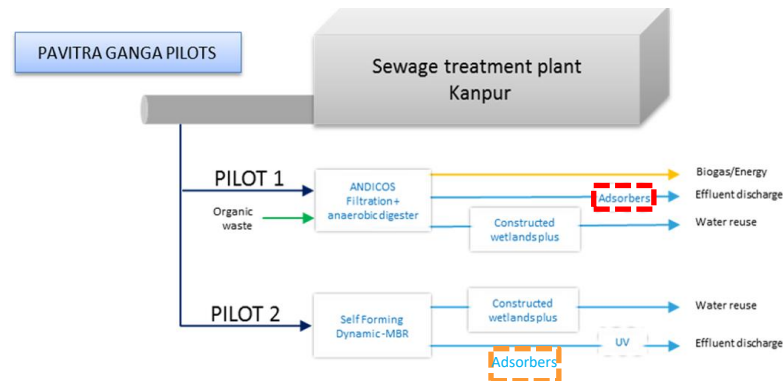 PAVITRA GANGA PILOTS
Sewage treatment plant
Kanpur
PILOT 1
Organic
waste
ANDICOS
Filtration+
anaerobic digester
Biogas/Energy
Adsorbers
Effluent discharge
Constructed
wetlands plus
Water reuse
PILOT 2
Self Forming
Dynamic-MBR
Constructed
wetlands plus
Water reuse
UV
Effluent discharge
Adsorbers